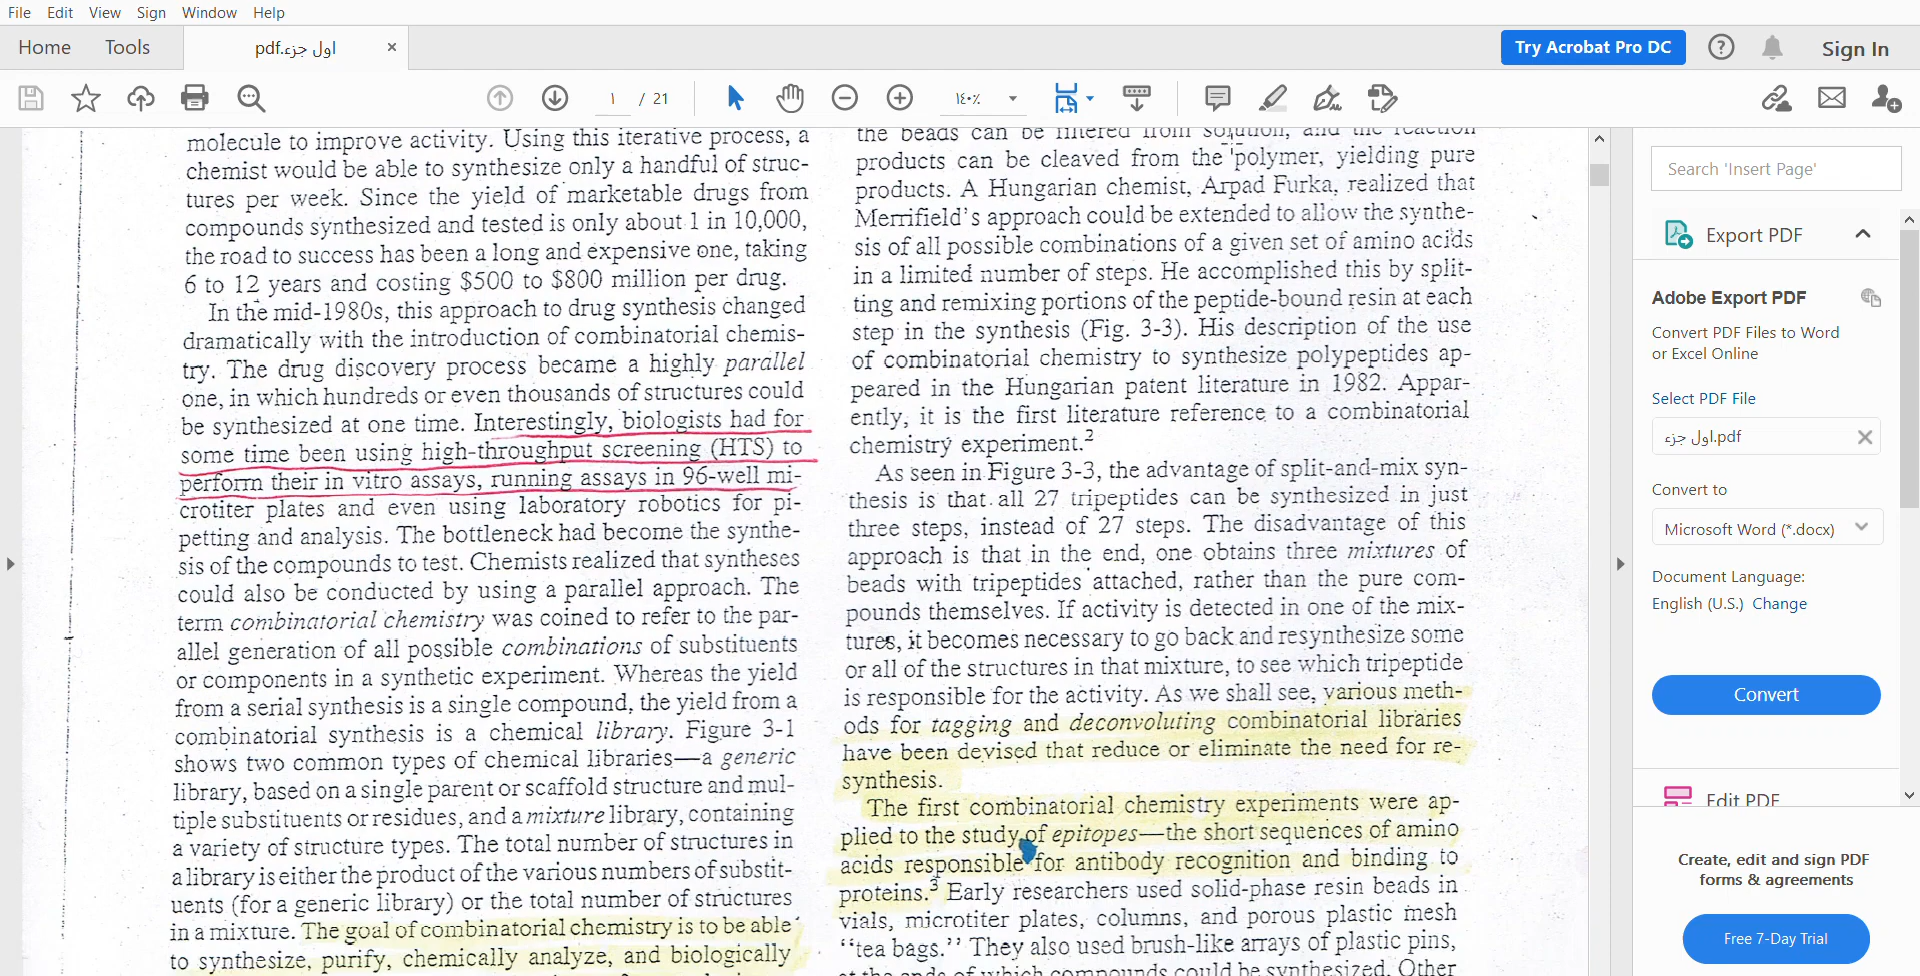 File Edit View Sign Window Help
Home Tools اول جزء.pdf × Try Acrobat Pro DC Sign In
١ / 21 ١٤٠٪
molecule to improve activity. Using this iterative process, a
chemist would be able to synthesize only a handful of struc-
tures per week. Since the yield of marketable drugs from
compounds synthesized and tested is only about 1 in 10,000,
the road to success has been a long and expensive one, taking
6 to 12 years and costing $500 to $800 million per drug.
In the mid-1980s, this approach to drug synthesis changed
dramatically with the introduction of combinatorial chemis-
try. The drug discovery process became a highly parallel
one, in which hundreds or even thousands of structures could
be synthesized at one time. Interestingly, biologists had for
some time been using high-throughput screening (HTS) to
perform their in vitro assays, running assays in 96-well mi-
crotiter plates and even using laboratory robotics for pi-
petting and analysis. The bottleneck had become the synthe-
sis of the compounds to test. Chemists realized that syntheses
could also be conducted by using a parallel approach. The
term combinatorial chemistry was coined to refer to the par-
allel generation of all possible combinations of substituents
or components in a synthetic experiment. Whereas the yield
from a serial synthesis is a single compound, the yield from a
combinatorial synthesis is a chemical library. Figure 3-1
shows two common types of chemical libraries—a generic
library, based on a single parent or scaffold structure and mul-
tiple substituents or residues, and a mixture library, containing
a variety of structure types. The total number of structures in
a library is either the product of the various numbers of substit-
uents (for a generic library) or the total number of structures
in a mixture. The goal of combinatorial chemistry is to be able
to synthesize, purify, chemically analyze, and biologically
the beads can be filtered from solution, and the reaction
products can be cleaved from the polymer, yielding pure
products. A Hungarian chemist, Arpad Furka, realized that
Merrifield's approach could be extended to allow the synthe-
sis of all possible combinations of a given set of amino acids
in a limited number of steps. He accomplished this by split-
ting and remixing portions of the peptide-bound resin at each
step in the synthesis (Fig. 3-3). His description of the use
of combinatorial chemistry to synthesize polypeptides ap-
peared in the Hungarian patent literature in 1982. Appar-
ently, it is the first literature reference to a combinatorial
chemistry experiment.2
As seen in Figure 3-3, the advantage of split-and-mix syn-
thesis is that all 27 tripeptides can be synthesized in just
three steps, instead of 27 steps. The disadvantage of this
approach is that in the end, one obtains three mixtures of
beads with tripeptides attached, rather than the pure com-
pounds themselves. If activity is detected in one of the mix-
tures, it becomes necessary to go back and resynthesize some
or all of the structures in that mixture, to see which tripeptide
is responsible for the activity. As we shall see, various meth-
ods for tagging and deconvoluting combinatorial libraries
have been devised that reduce or eliminate the need for re-
synthesis.
The first combinatorial chemistry experiments were ap-
plied to the study of epitopes—the short sequences of amino
acids responsible for antibody recognition and binding to
proteins.3 Early researchers used solid-phase resin beads in
vials, microtiter plates, columns, and porous plastic mesh
‘‘tea bags.’’ They also used brush-like arrays of plastic pins,
at the ends of which compounds could be synthesized. Other
Search 'Insert Page'
Export PDF
Adobe Export PDF
Convert PDF Files to Word
or Excel Online
Select PDF File
اول جزء.pdf
Convert to
Microsoft Word (*.docx)
Document Language:
English (U.S.) Change
Convert
Edit PDF
Create, edit and sign PDF
forms & agreements
Free 7-Day Trial